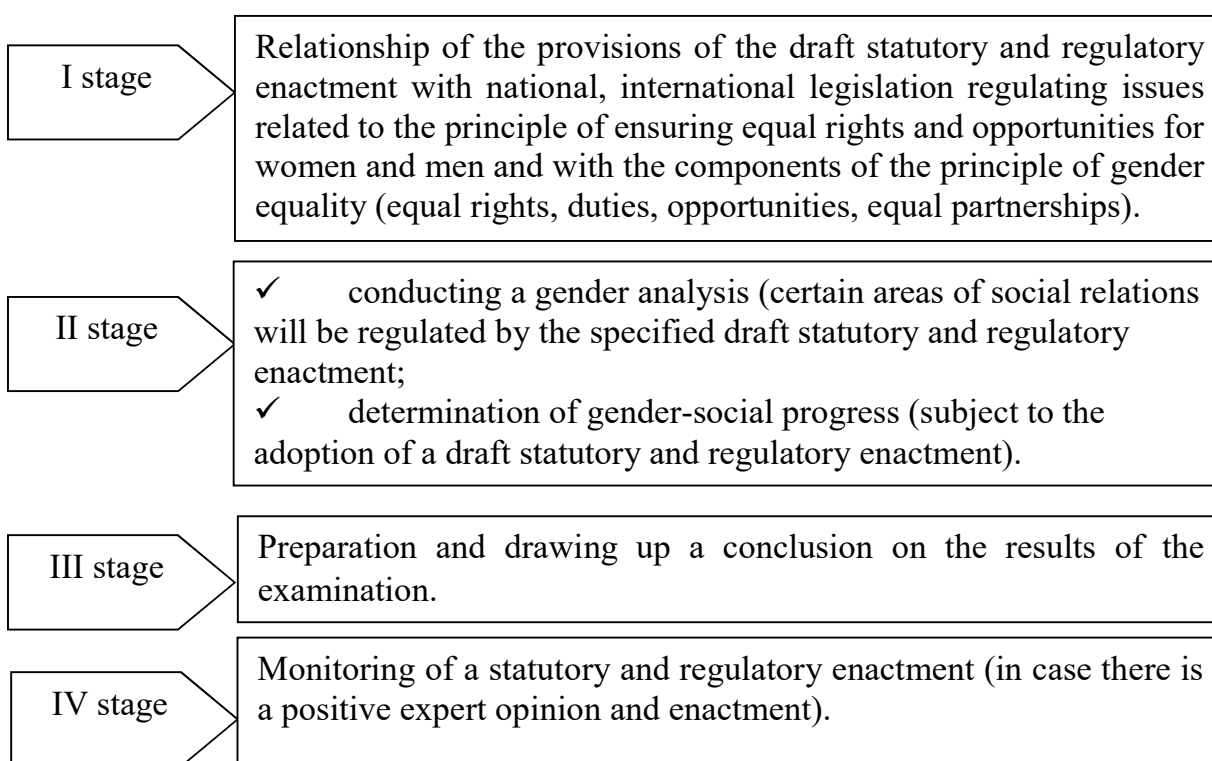 I stage
Relationship of the provisions of the draft statutory and regulatory
enactment with national, international legislation regulating issues
related to the principle of ensuring equal rights and opportunities for
women and men and with the components of the principle of gender
equality (equal rights, duties, opportunities, equal partnerships).
II stage
✓ conducting a gender analysis (certain areas of social relations
will be regulated by the specified draft statutory and regulatory
enactment;
✓ determination of gender-social progress (subject to the
adoption of a draft statutory and regulatory enactment).
III stage
Preparation and drawing up a conclusion on the results of the
examination.
IV stage
Monitoring of a statutory and regulatory enactment (in case there is
a positive expert opinion and enactment).